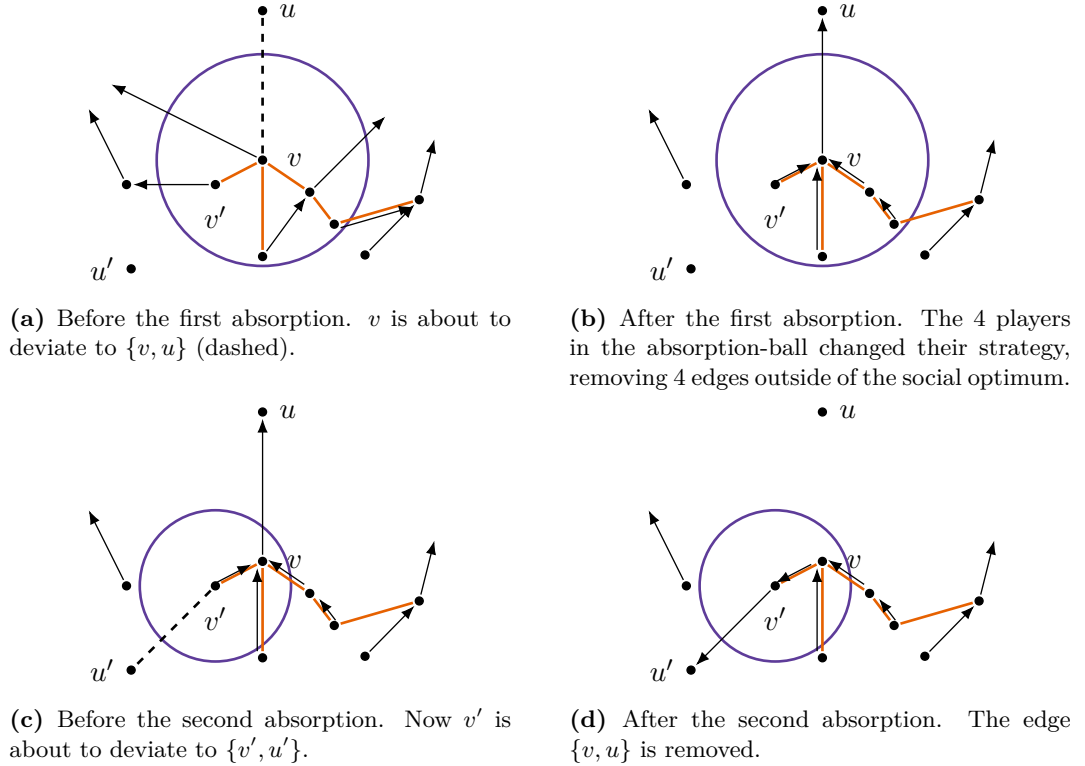 u
v
v′
u′
(a) Before the first absorption. v is about to
deviate to {v, u} (dashed).
u
v
v′
u′
(b) After the first absorption. The 4 players
in the absorption-ball changed their strategy,
removing 4 edges outside of the social optimum.
u
v
v′
u′
(c) Before the second absorption. Now v′ is
about to deviate to {v′, u′}.
u
v
v′
u′
(d) After the second absorption. The edge
{v, u} is removed.